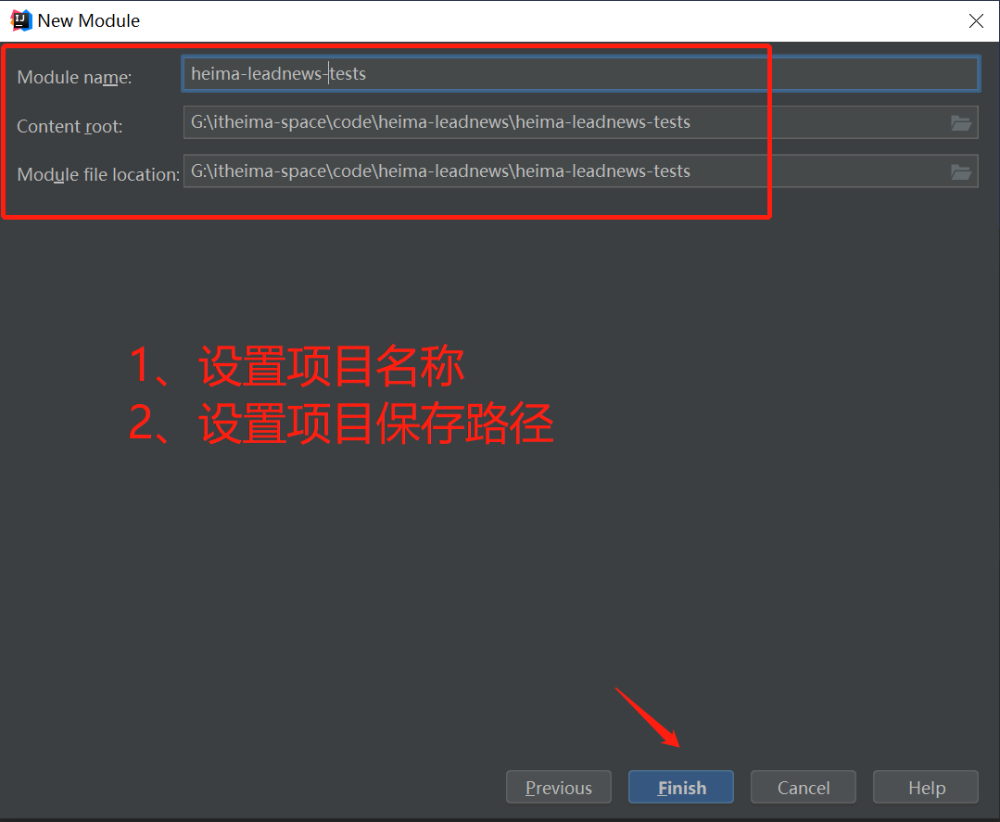 New Module
Module name: heima-leadnews-tests
Content root: G:\itheima-space\code\heima-leadnews\heima-leadnews-tests
Module file location: G:\itheima-space\code\heima-leadnews\heima-leadnews-tests
1、设置项目名称
2、设置项目保存路径
Previous Finish Cancel Help